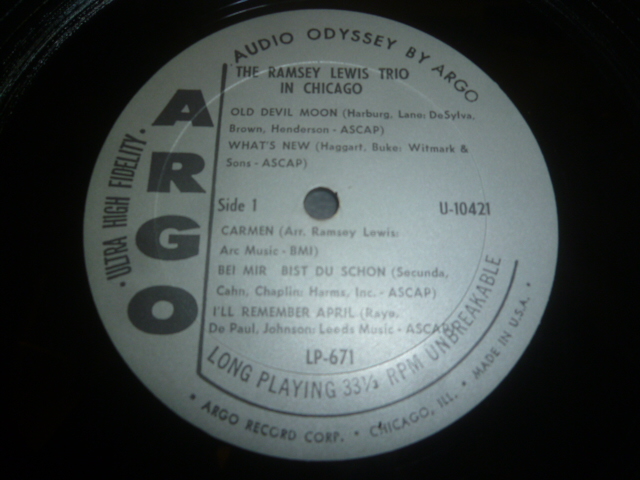 AUDIO ODYSSEY BY ARGO
THE RAMSEY LEWIS TRIO
IN CHICAGO
OLD DEVIL MOON (Harburg, Lane: DeSylva,
Brown, Henderson - ASCAP)
WHAT'S NEW (Haggart, Buke: Witmark &
Sons - ASCAP)
Side 1
U-10421
CARMEN (Arr. Ramsey Lewis:
Arc Music - BMI)
BEI MIR BIST DU SCHON (Secunda,
Cahn, Chaplin: Harms, Inc. - ASCAP)
I'LL REMEMBER APRIL (Raye,
De Paul, Johnson: Leeds Music - ASCAP)
LP-671
LONG PLAYING 33⅓ RPM UNBREAKABLE
• ULTRA HIGH FIDELITY •
ARGO
• ARGO RECORD CORP. • CHICAGO, ILL. • MADE IN U.S.A. •